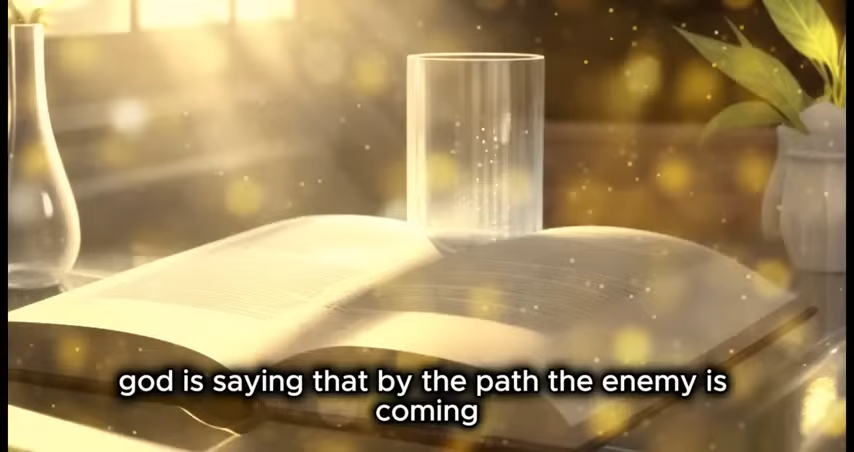 god is saying that by the path the enemy is
coming